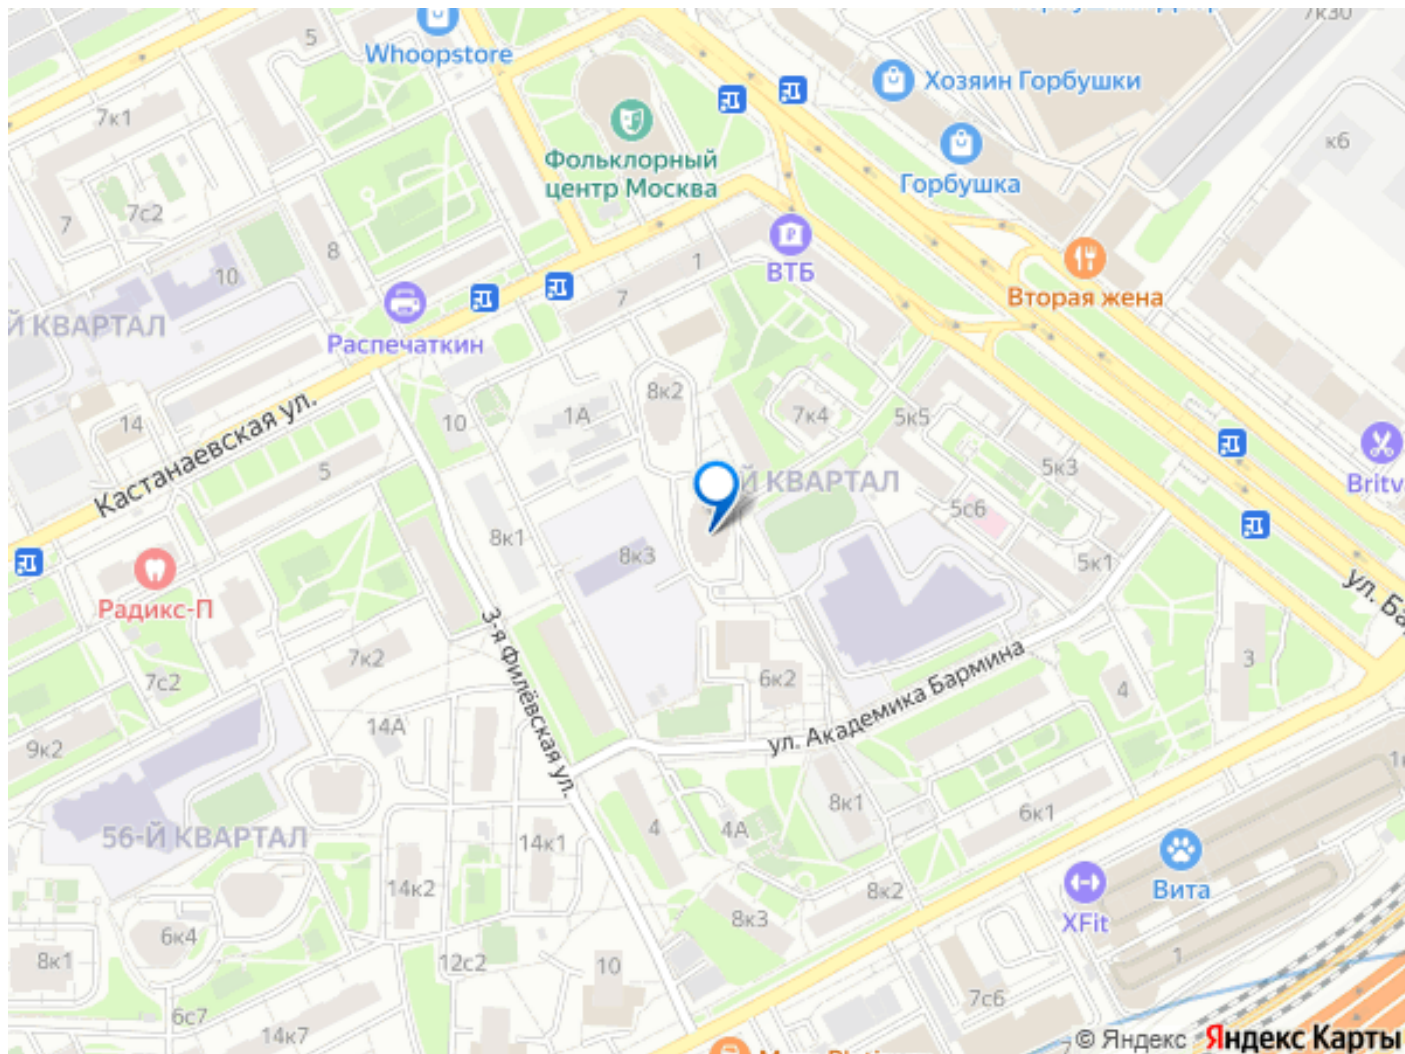 7к30
5
Whoopstore
Хозяин Горбушки
7к1
к6
Фольклорный
центр Москва
Горбушка
7с2
7
8
1
ВТБ
10
Вторая жена
7
Й КВАРТАЛ
Распечаткин
8к2
1А
7к4
5к5
14
10
Кастанаевская ул.
5
5к3
Й КВАРТАЛ
Britv
5с6
8к1
8к3
5к1
ул. Ба
Радикс-П
3-я Филёвская ул.
7к2
7с2
6к2
3
4
ул. Академика Бармина
14А
9к2
8к1
6к1
56-Й КВАРТАЛ
4
4А
14к1
Вита
14к2
8к2
XFit
8к3
6к4
8к1
12с2
10
1
7с6
6с7
14к7
© Яндекс Яндекс Карты